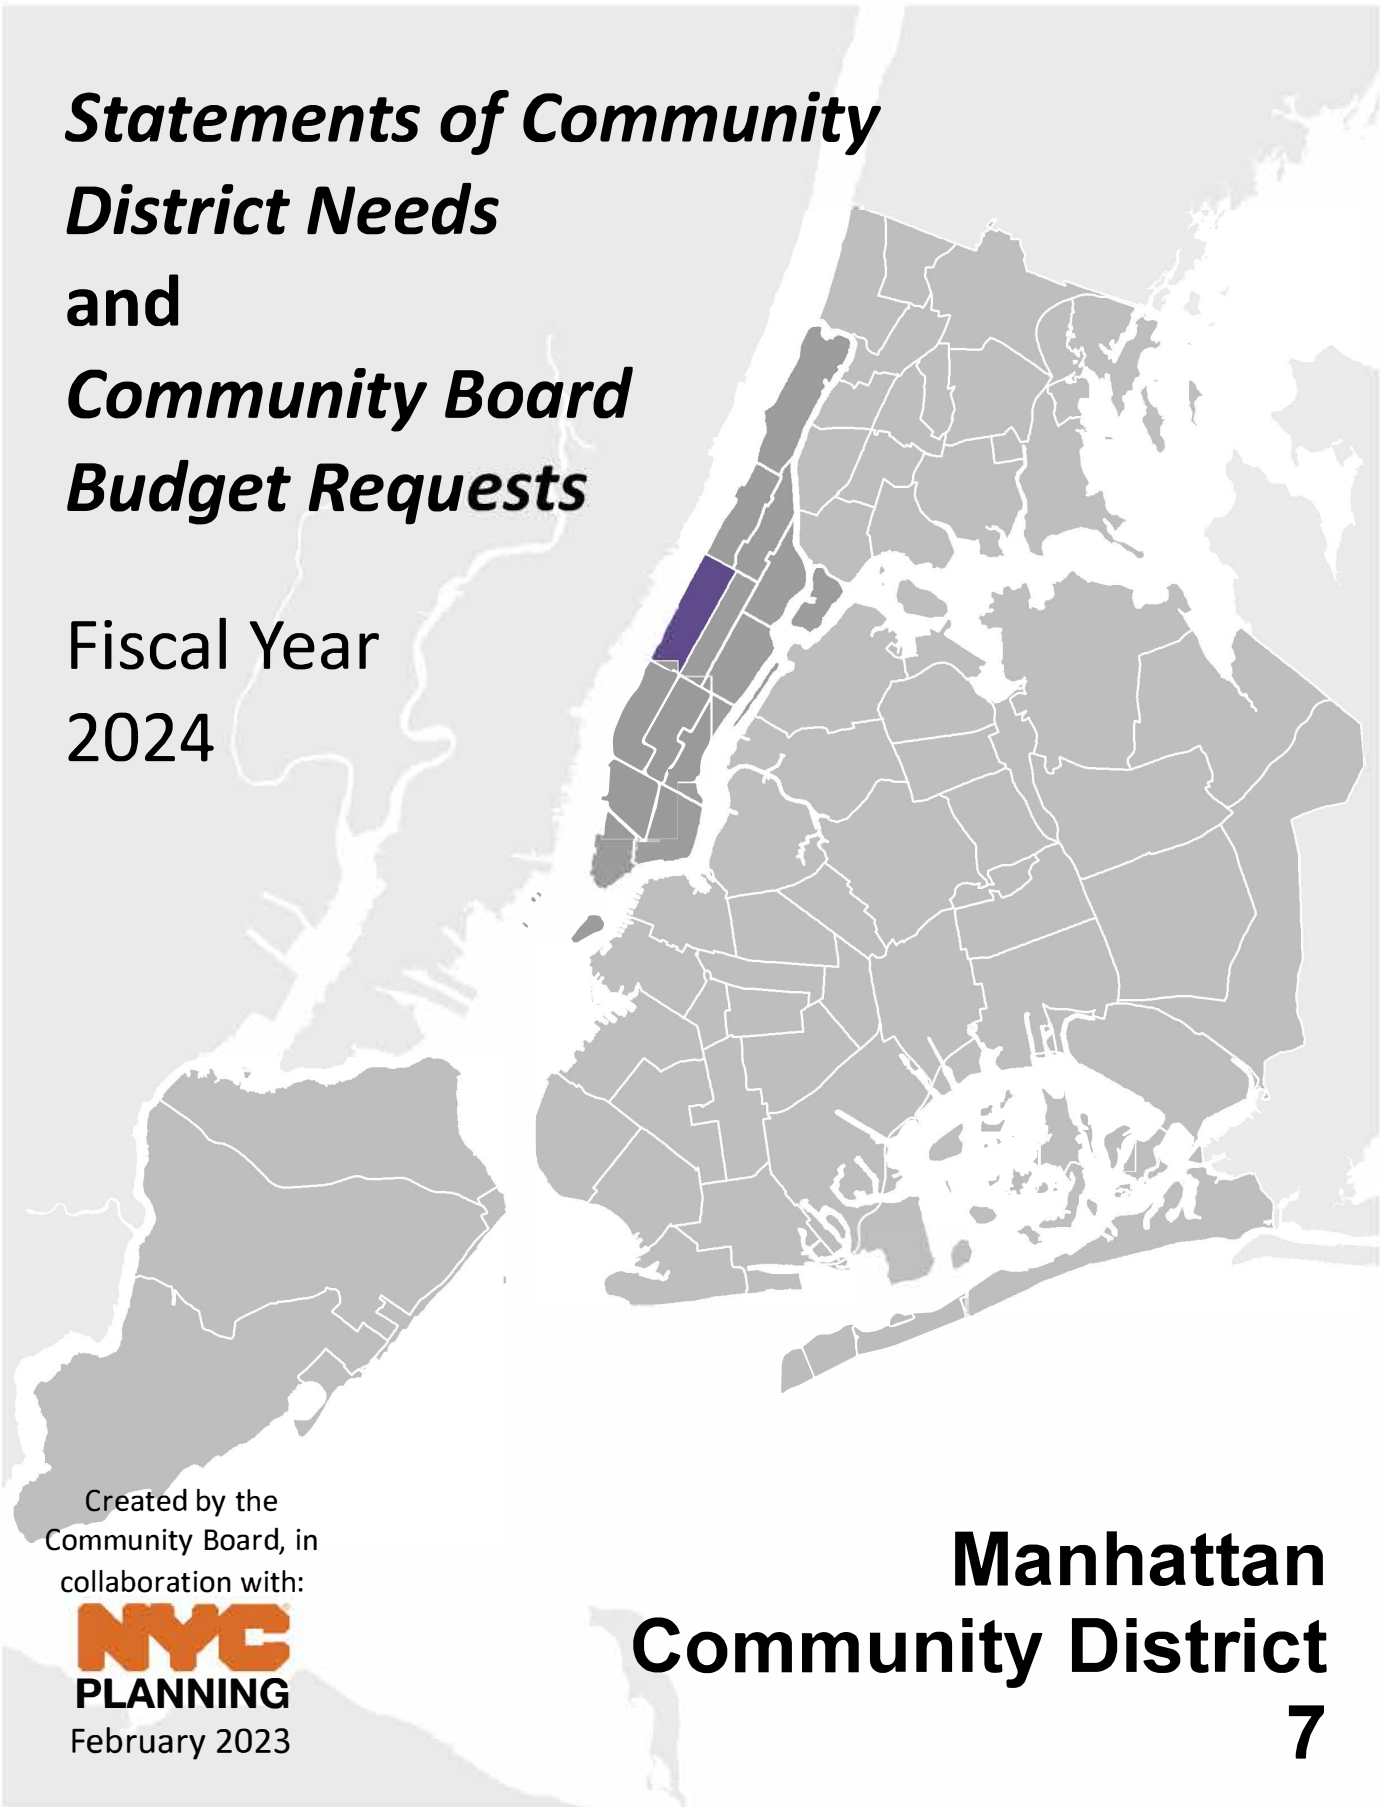 Statements of Community
District Needs
and
Community Board
Budget Requests
Fiscal Year
2024
Created by the
Community Board, in
collaboration with:
NYC
PLANNING
February 2023
Manhattan
Community District
7